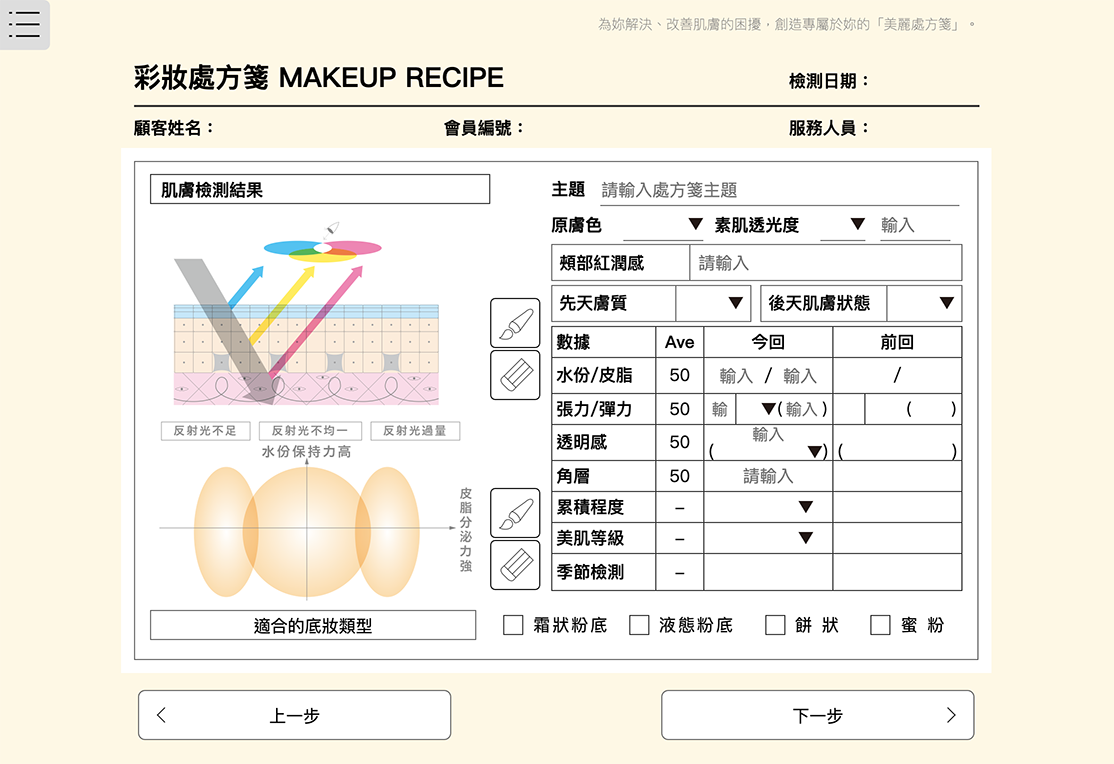 為妳解決、改善肌膚的困擾，創造專屬於妳的「美麗處方箋」。
彩妝處方箋 MAKEUP RECIPE
檢測日期：
顧客姓名：
會員編號：
服務人員：
肌膚檢測結果
反射光不足
反射光不均一
反射光過量
水份保持力高
皮脂分泌力強
適合的底妝類型
主題 請輸入處方箋主題
原膚色 ▼ 素肌透光度 ▼ 輸入
頰部紅潤感 請輸入
先天膚質 ▼ 後天肌膚狀態 ▼
數據 Ave 今回 前回
水份/皮脂 50 輸入 / 輸入 /
張力/彈力 50 輸 ▼(輸入) ( )
透明感 50 輸入 ( ▼) ( )
角層 50 請輸入
累積程度 – ▼
美肌等級 – ▼
季節檢測 –
霜狀粉底 液態粉底 餅狀 蜜粉
上一步
下一步